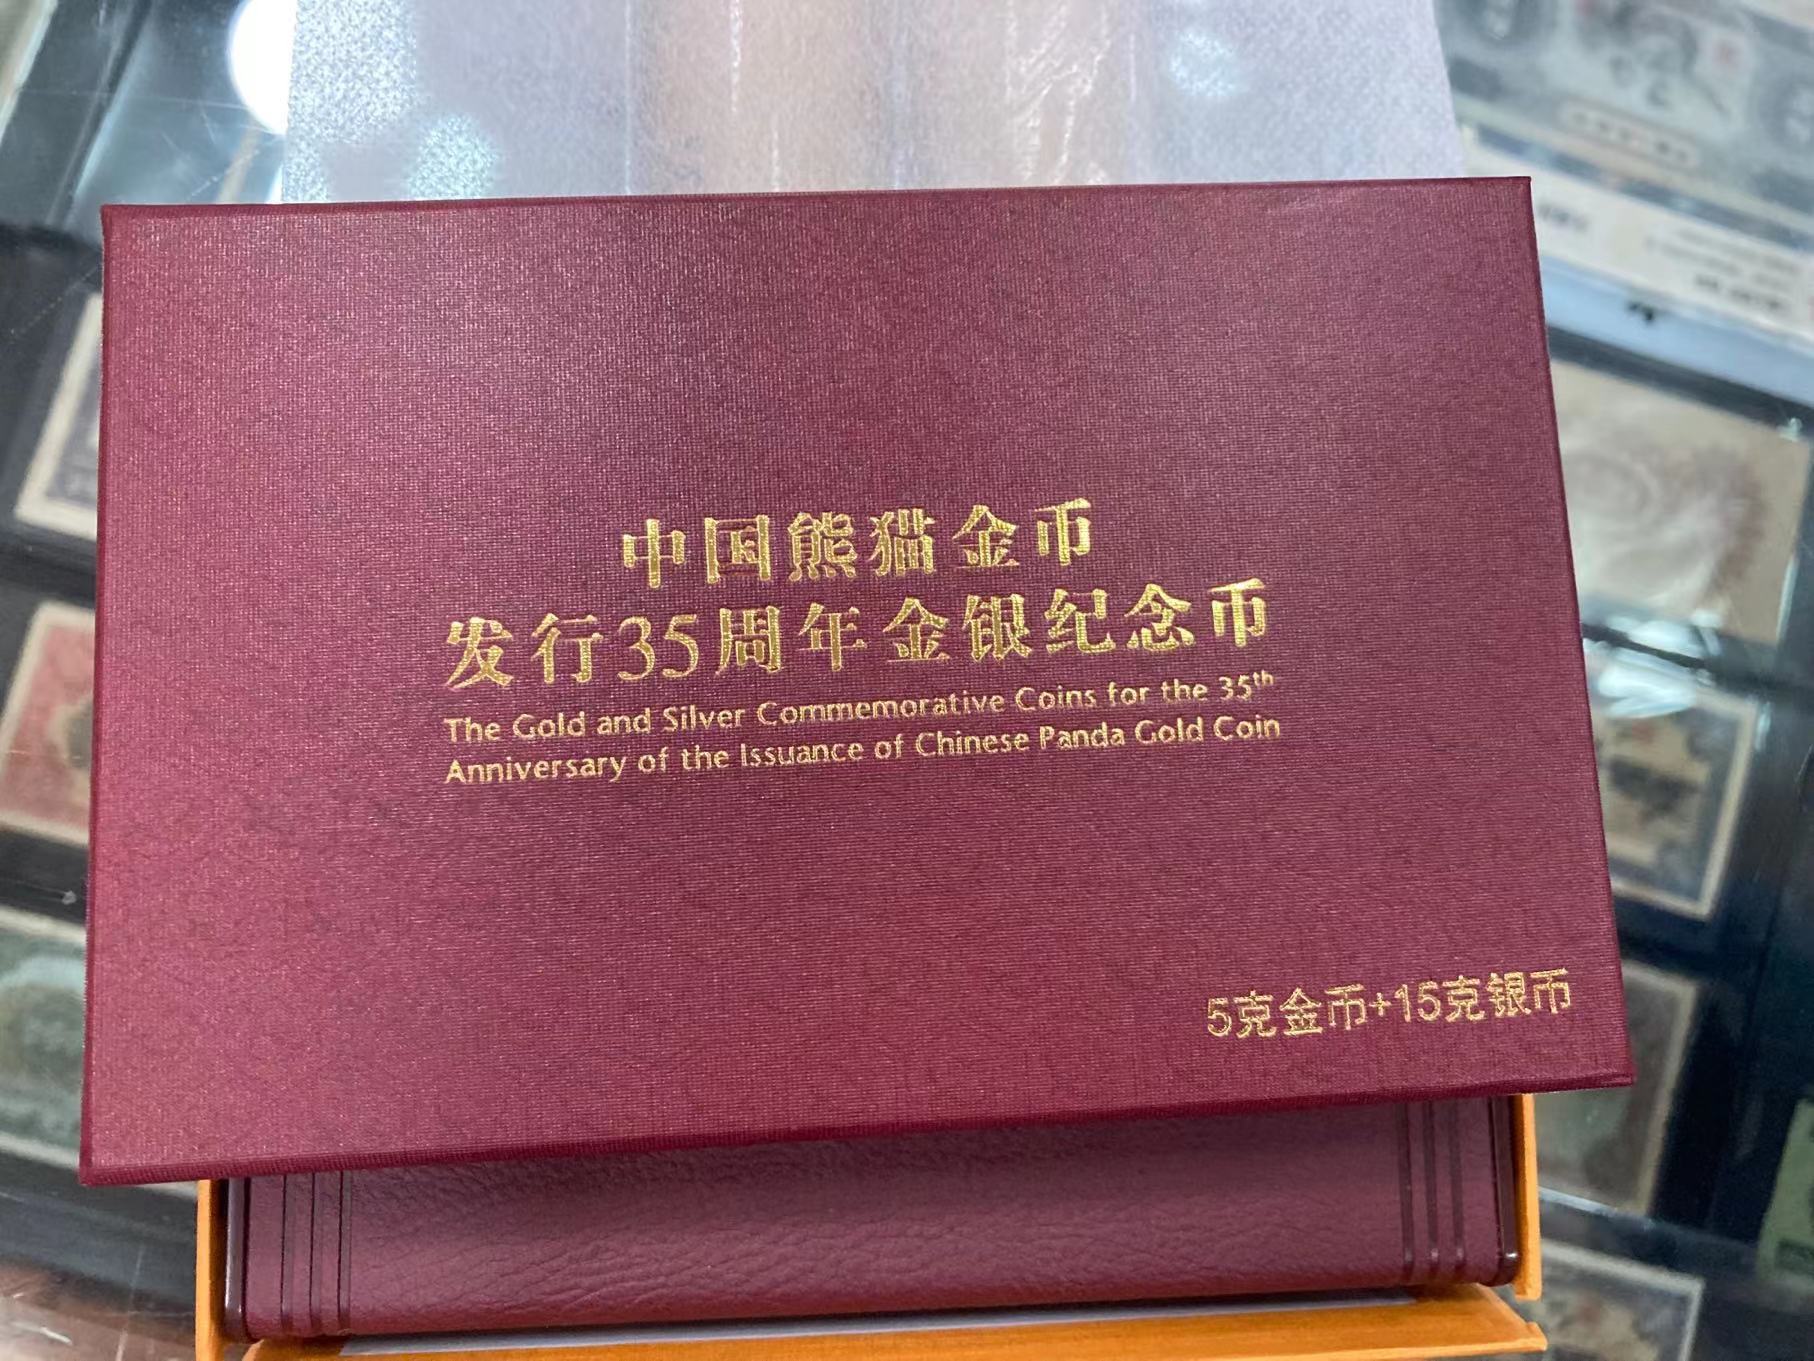 中国熊猫金币
发行35周年金银纪念币
The Gold and Silver Commemorative Coins for the 35th
Anniversary of the Issuance of Chinese Panda Gold Coin
5克金币+15克银币